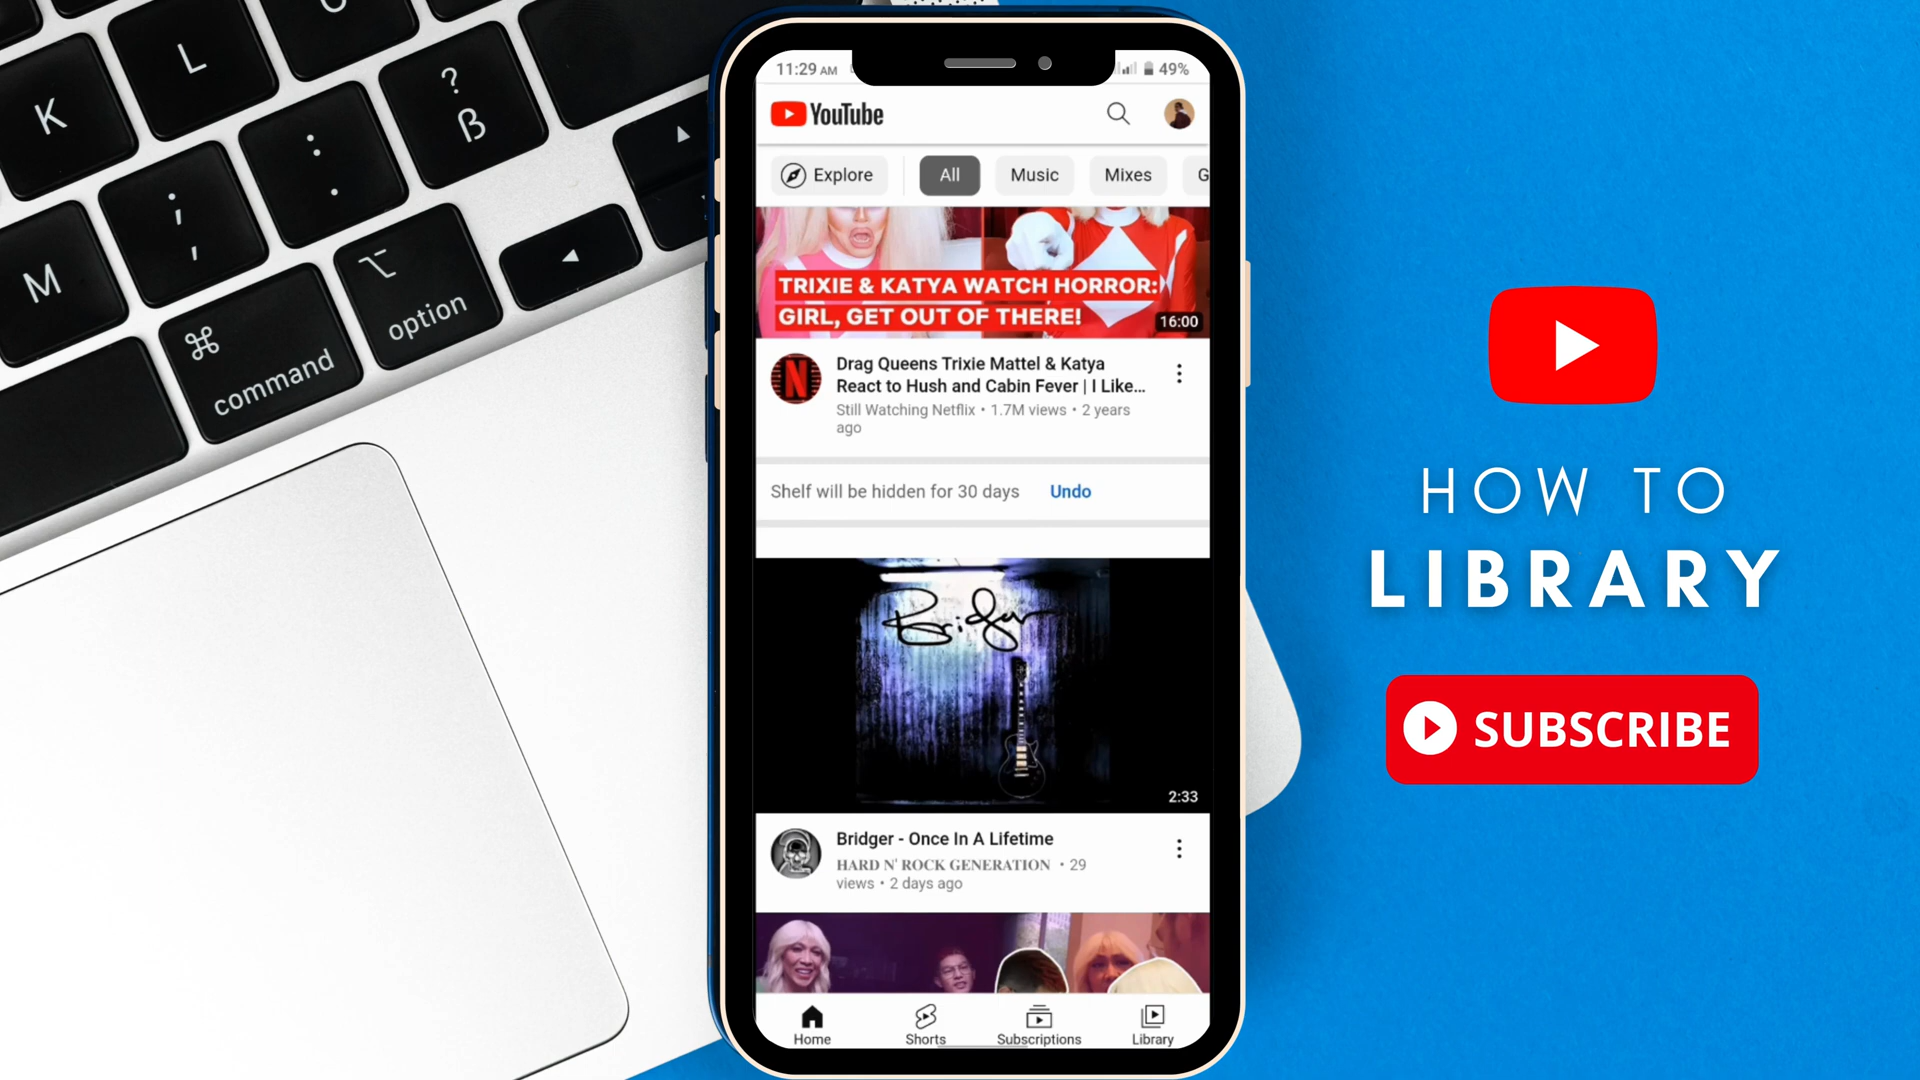 K
L
?
ß
:
.
;
,
M
⌘
command
⌥
option
11:29 AM
49%
YouTube
Explore
All
Music
Mixes
G
TRIXIE & KATYA WATCH HORROR:
GIRL, GET OUT OF THERE!
16:00
Drag Queens Trixie Mattel & Katya
React to Hush and Cabin Fever | I Like...
Still Watching Netflix • 1.7M views • 2 years
ago
Shelf will be hidden for 30 days
Undo
Bridger
2:33
Bridger - Once In A Lifetime
HARD N' ROCK GENERATION • 29
views • 2 days ago
Home
Shorts
Subscriptions
Library
HOW TO
LIBRARY
SUBSCRIBE